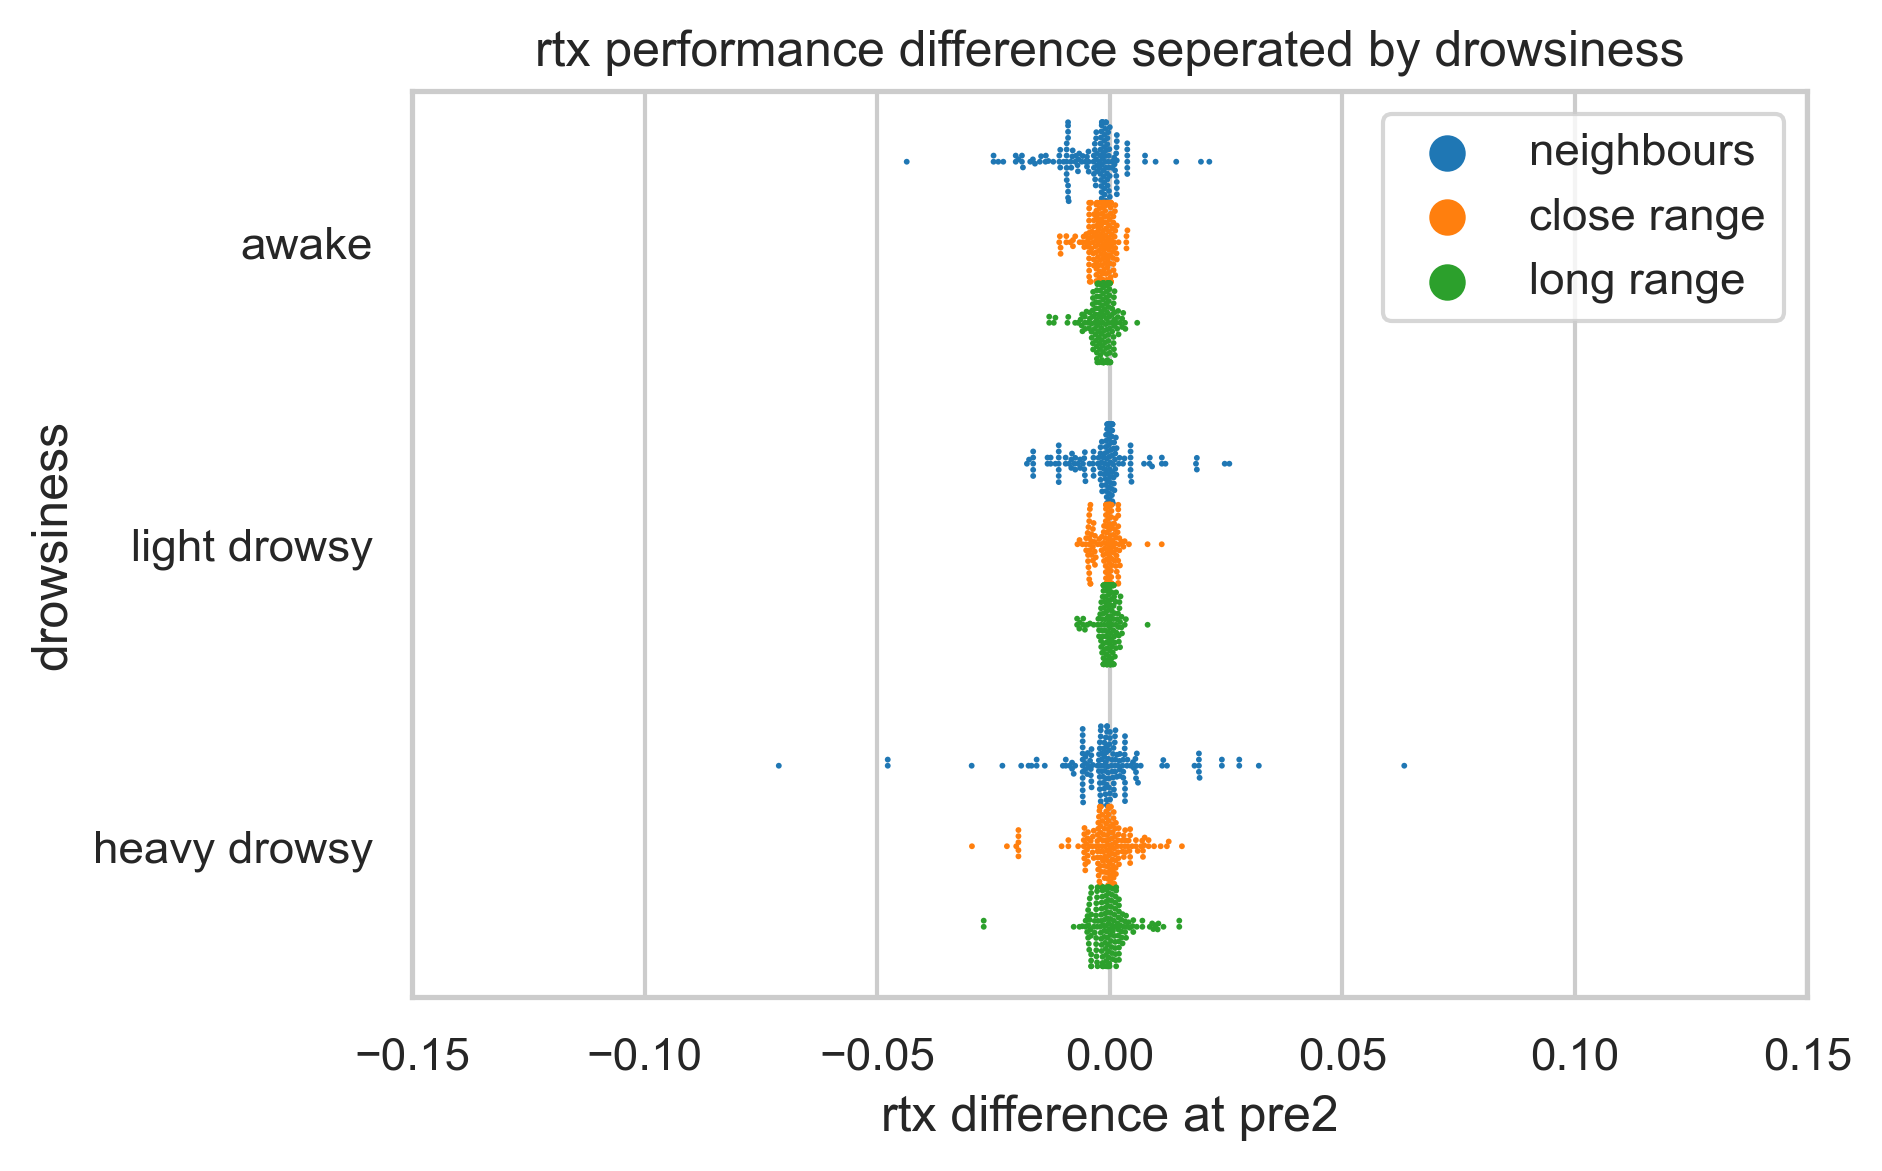 rtx performance difference seperated by drowsiness
neighbours
close range
long range
drowsiness
awake
light drowsy
heavy drowsy
−0.15 −0.10 −0.05 0.00 0.05 0.10 0.15
rtx difference at pre2